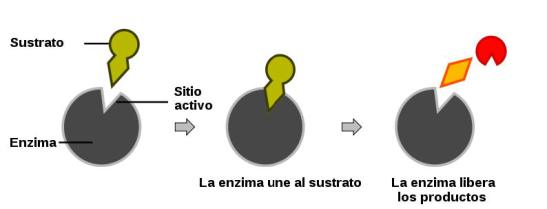 Sustrato
Sitio
activo
Enzima
La enzima une al sustrato
La enzima libera
los productos